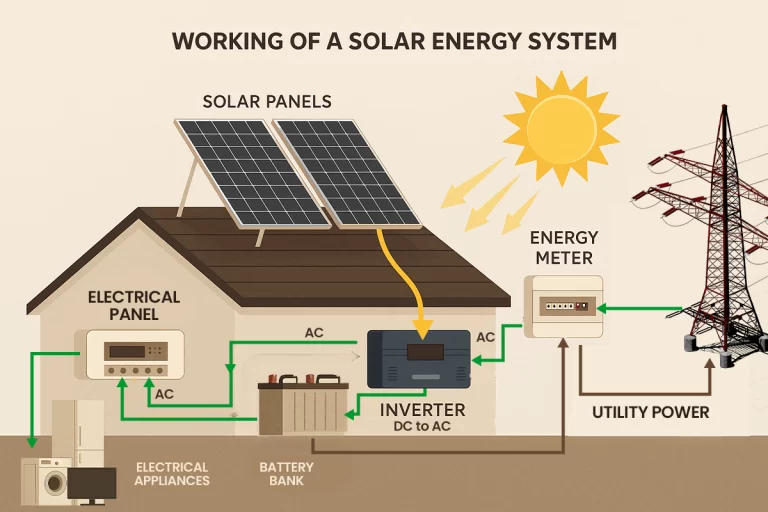 WORKING OF A SOLAR ENERGY SYSTEM
SOLAR PANELS
ENERGY
METER
ELECTRICAL
PANEL
AC
AC
AC
INVERTER
DC to AC
UTILITY POWER
ELECTRICAL
APPLIANCES
BATTERY
BANK